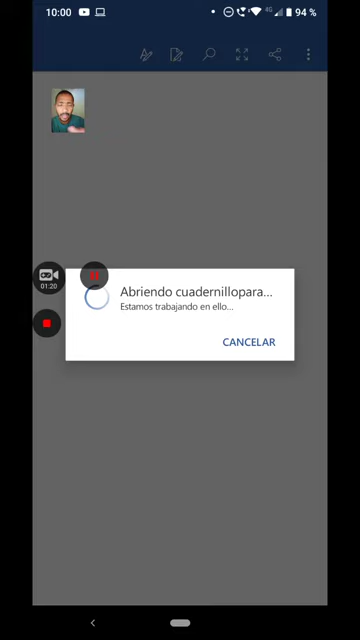 10:00
4G
94 %
01:20
Abriendo cuadernillopara...
Estamos trabajando en ello...
CANCELAR